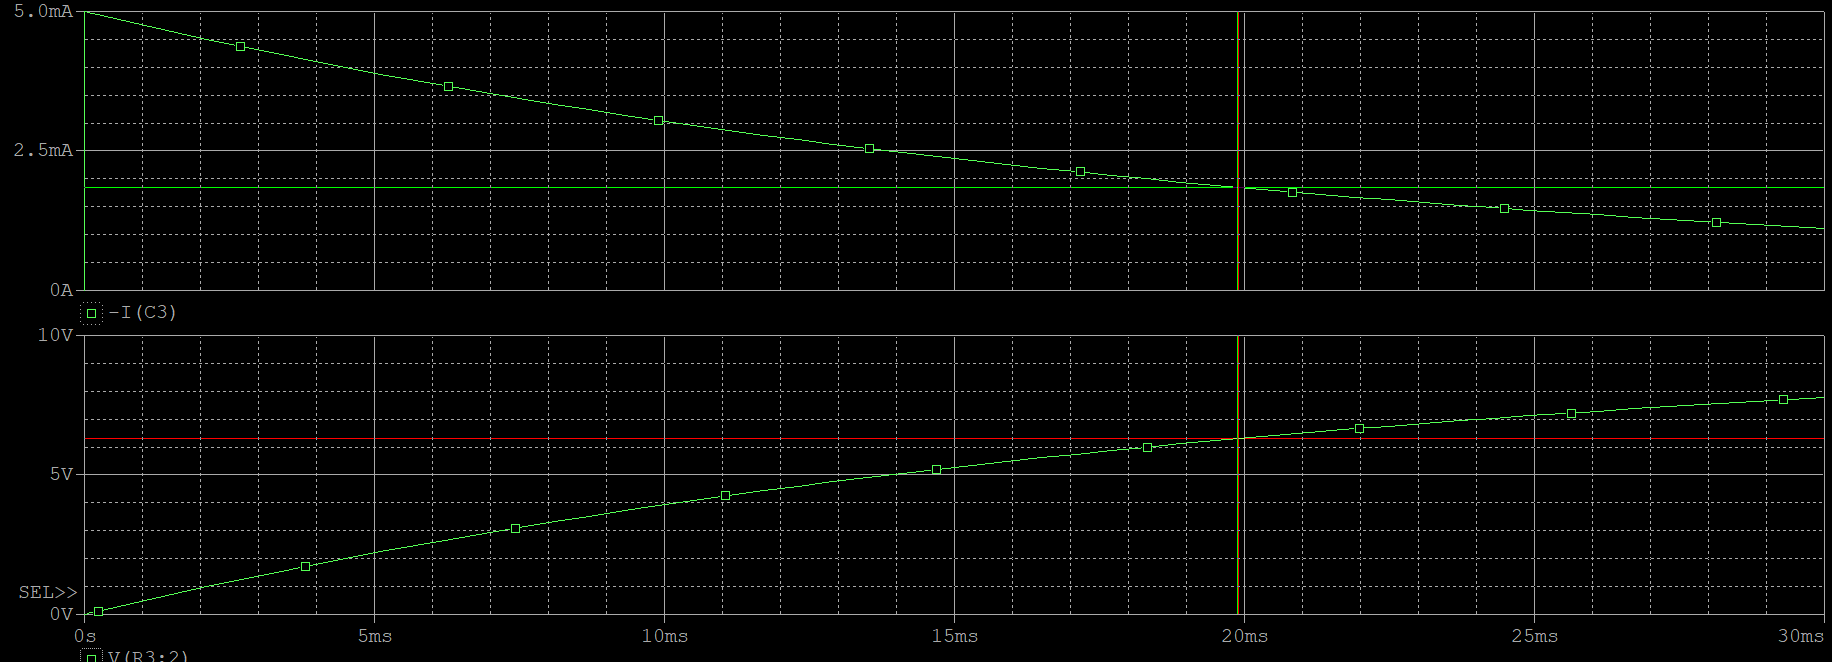 5.0mA
2.5mA
0A
-I(C3)
10V
5V
SEL>>
0V
0s 5ms 10ms 15ms 20ms 25ms 30ms
V(R3:2)